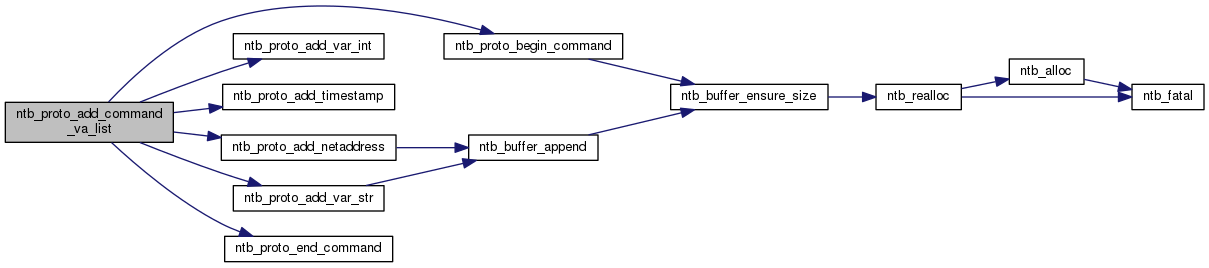 ntb_proto_add_command
_va_list
ntb_proto_begin_command
ntb_proto_add_var_int
ntb_proto_add_timestamp
ntb_proto_add_netaddress
ntb_proto_add_var_str
ntb_proto_end_command
ntb_buffer_append
ntb_buffer_ensure_size
ntb_realloc
ntb_alloc
ntb_fatal